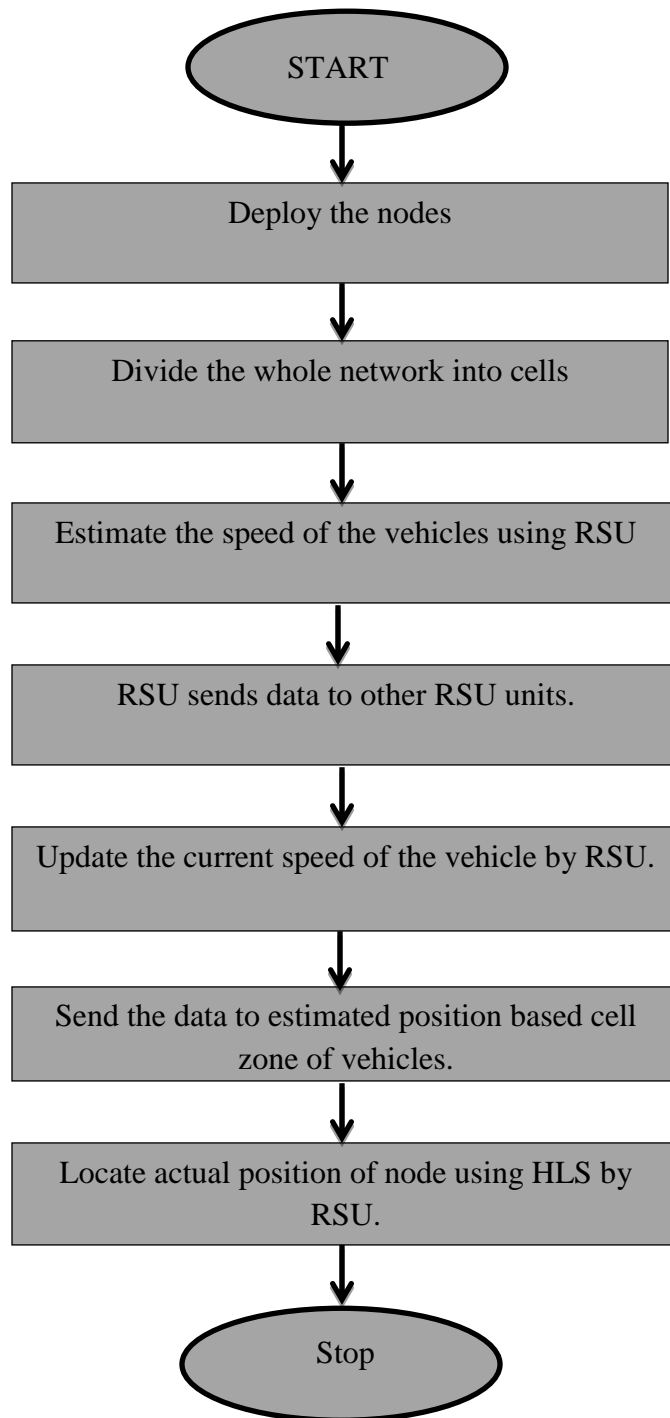 START
Deploy the nodes
Divide the whole network into cells
Estimate the speed of the vehicles using RSU
RSU sends data to other RSU units.
Update the current speed of the vehicle by RSU.
Send the data to estimated position based cell
zone of vehicles.
Locate actual position of node using HLS by
RSU.
Stop